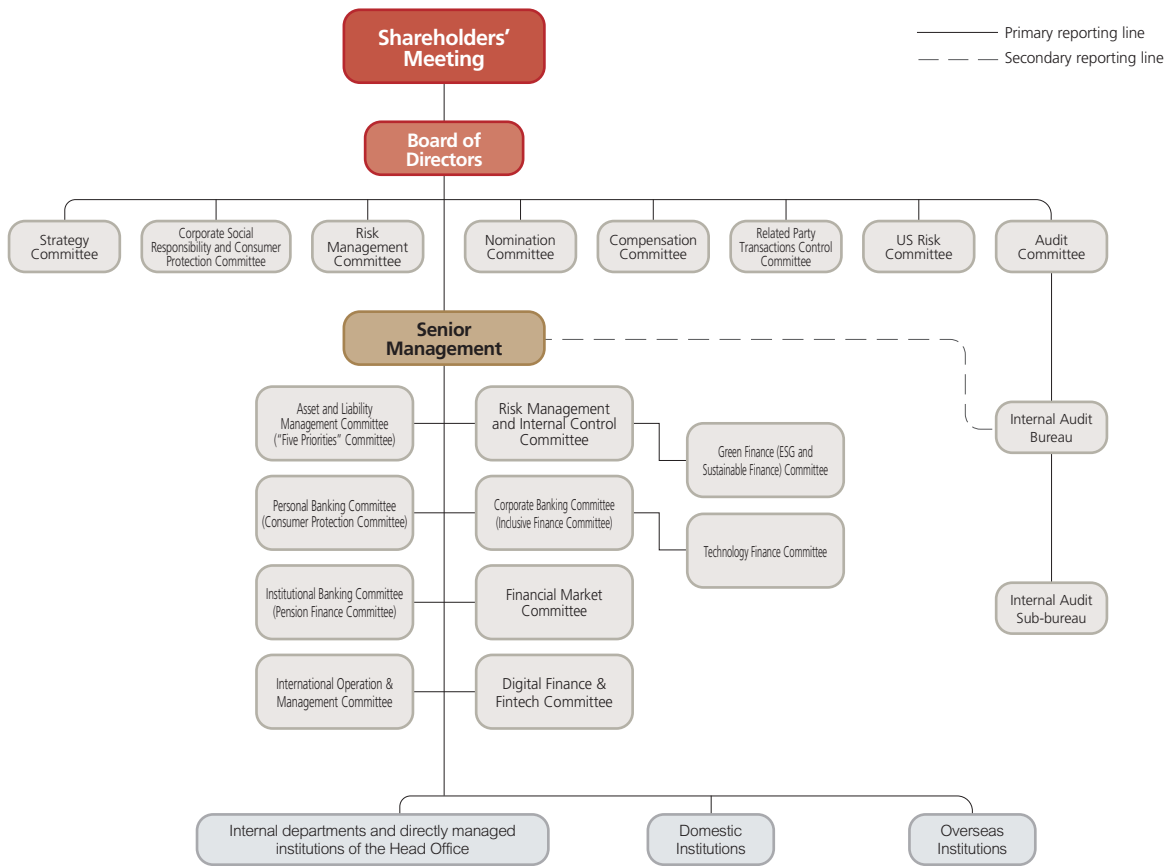 Shareholders'
Meeting
Primary reporting line
Secondary reporting line
Board of
Directors
Strategy
Committee
Corporate Social
Responsibility and Consumer
Protection Committee
Risk
Management
Committee
Nomination
Committee
Compensation
Committee
Related Party
Transactions Control
Committee
US Risk
Committee
Audit
Committee
Senior
Management
Asset and Liability
Management Committee
("Five Priorities" Committee)
Risk Management
and Internal Control
Committee
Green Finance (ESG and
Sustainable Finance) Committee
Internal Audit
Bureau
Personal Banking Committee
(Consumer Protection Committee)
Corporate Banking Committee
(Inclusive Finance Committee)
Technology Finance Committee
Institutional Banking Committee
(Pension Finance Committee)
Financial Market
Committee
Internal Audit
Sub-bureau
International Operation &
Management Committee
Digital Finance &
Fintech Committee
Internal departments and directly managed
institutions of the Head Office
Domestic
Institutions
Overseas
Institutions